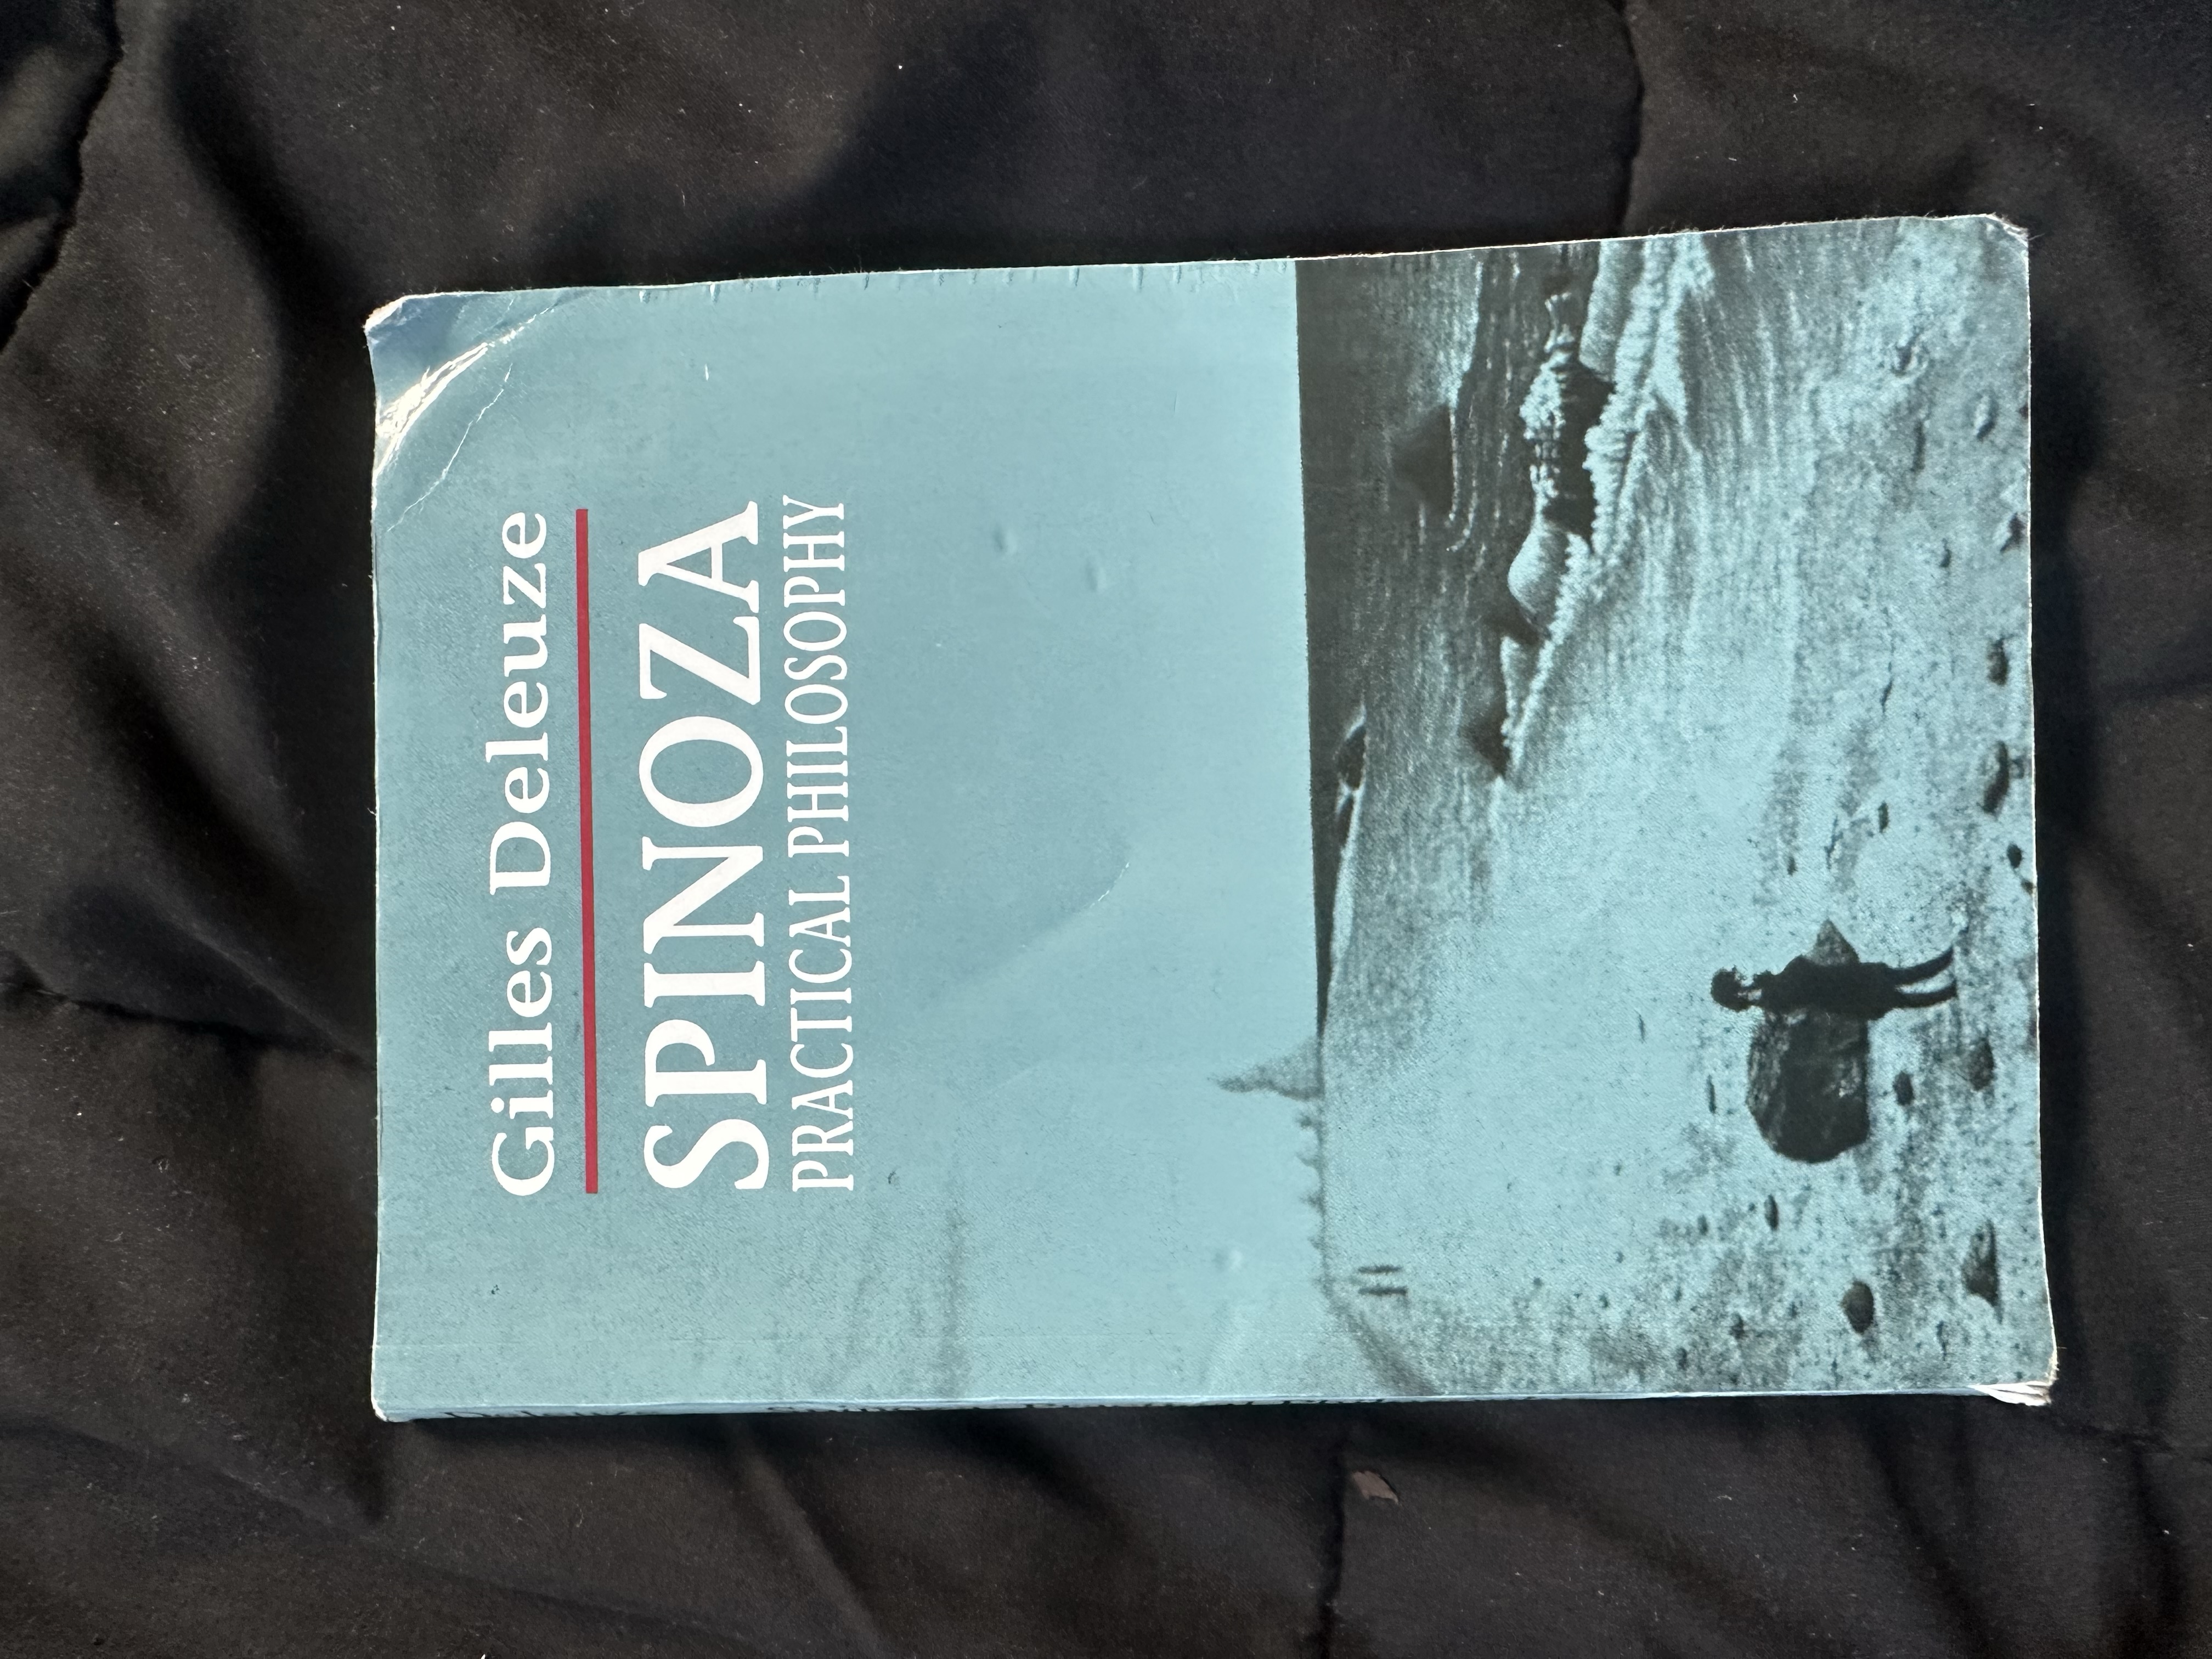 Gilles Deleuze
SPINOZA
PRACTICAL PHILOSOPHY